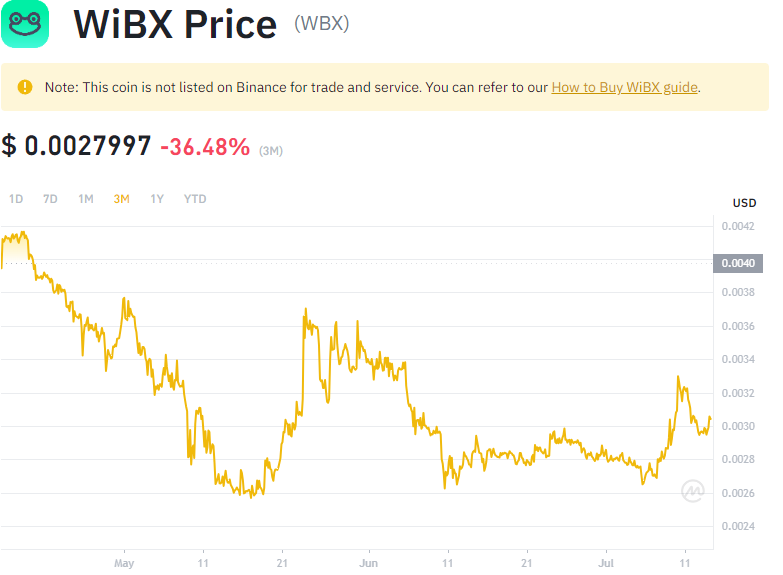 WiBX Price (WBX)
Note: This coin is not listed on Binance for trade and service. You can refer to our How to Buy WiBX guide.
$ 0.0027997 -36.48% (3M)
1D 7D 1M 3M 1Y YTD
USD
0.0042
0.0040
0.0038
0.0036
0.0034
0.0032
0.0030
0.0028
0.0026
0.0024
May 11 21 Jun 11 21 Jul 11